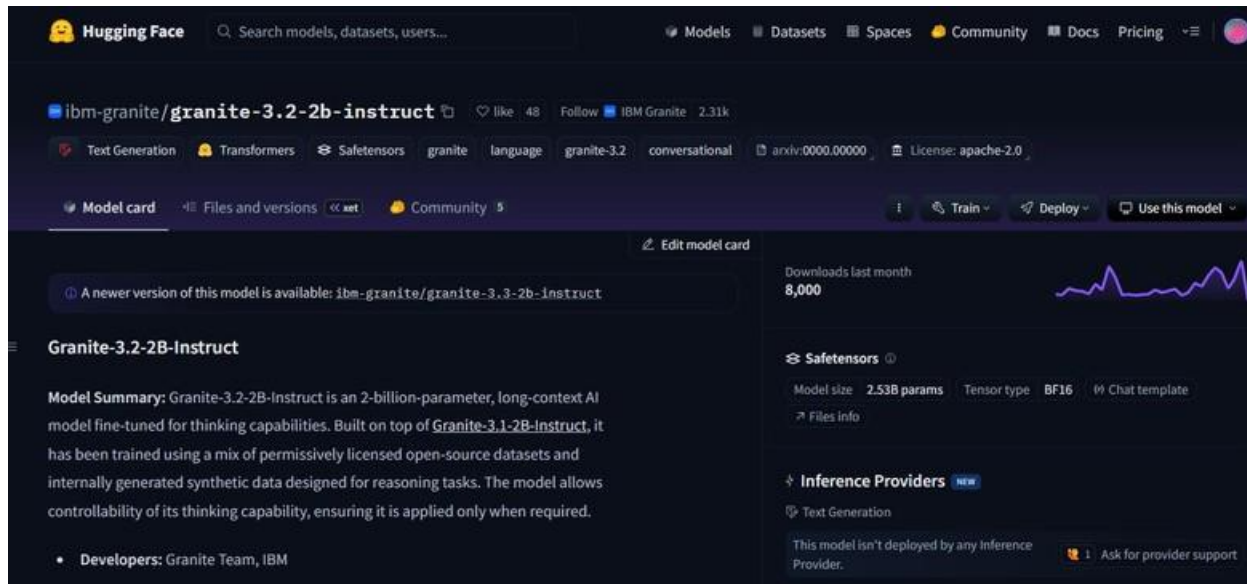 Hugging Face Search models, datasets, users... Models Datasets Spaces Community Docs Pricing
ibm-granite/granite-3.2-2b-instruct like 48 Follow IBM Granite 2.31k
Text Generation Transformers Safetensors granite language granite-3.2 conversational arxiv:0000.00000 License: apache-2.0
Model card Files and versions xet Community 5 Train Deploy Use this model
Edit model card
A newer version of this model is available: ibm-granite/granite-3.3-2b-instruct
Granite-3.2-2B-Instruct
Model Summary: Granite-3.2-2B-Instruct is an 2-billion-parameter, long-context AI
model fine-tuned for thinking capabilities. Built on top of Granite-3.1-2B-Instruct, it
has been trained using a mix of permissively licensed open-source datasets and
internally generated synthetic data designed for reasoning tasks. The model allows
controllability of its thinking capability, ensuring it is applied only when required.
• Developers: Granite Team, IBM
Downloads last month
8,000
Safetensors
Model size 2.53B params Tensor type BF16 Chat template
Files info
Inference Providers NEW
Text Generation
This model isn't deployed by any Inference
Provider.
1 Ask for provider support